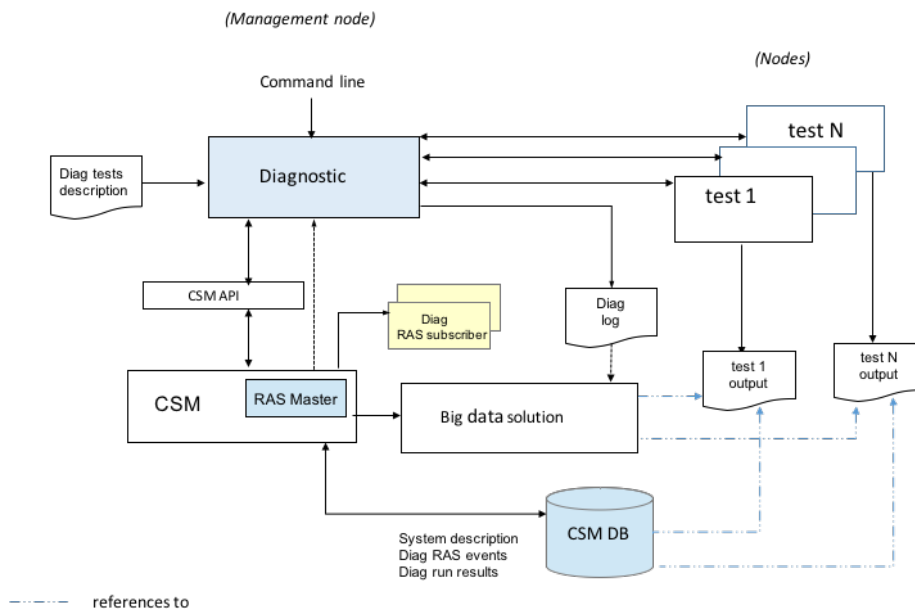 (Management node)
(Nodes)
Command line
test N
Diag tests
description
Diagnostic
test 1
CSM API
Diag
RAS subscriber
Diag
log
test 1
output
test N
output
CSM
RAS Master
Big data solution
System description
Diag RAS events
Diag run results
CSM DB
references to